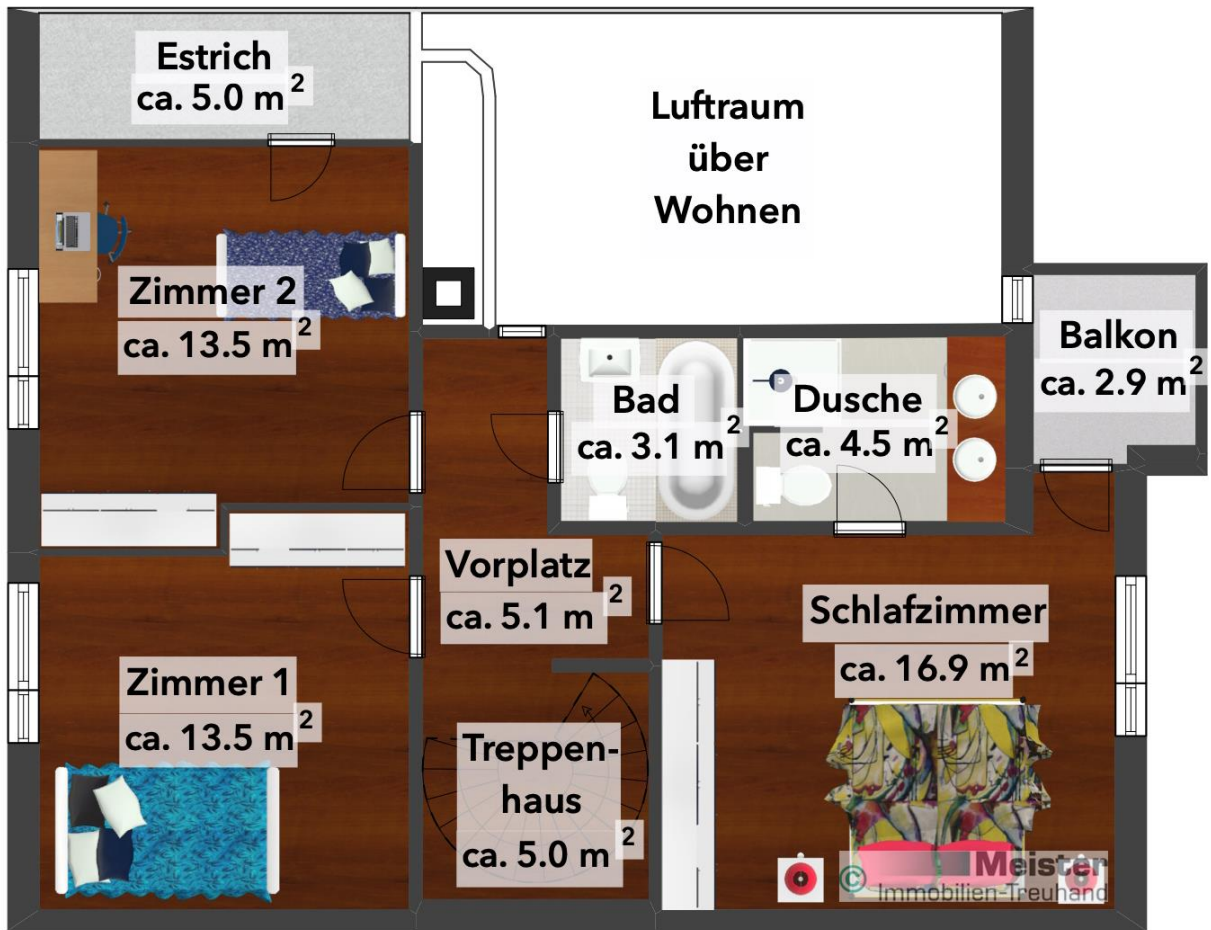 Estrich
ca. 5.0 m²
Luftraum
über
Wohnen
Zimmer 2
ca. 13.5 m²
Balkon
ca. 2.9 m²
Bad
ca. 3.1 m²
Dusche
ca. 4.5 m²
Vorplatz
ca. 5.1 m²
Schlafzimmer
ca. 16.9 m²
Zimmer 1
ca. 13.5 m²
Treppen-
haus
ca. 5.0 m²
© Meister
Immobilien-Treuhand